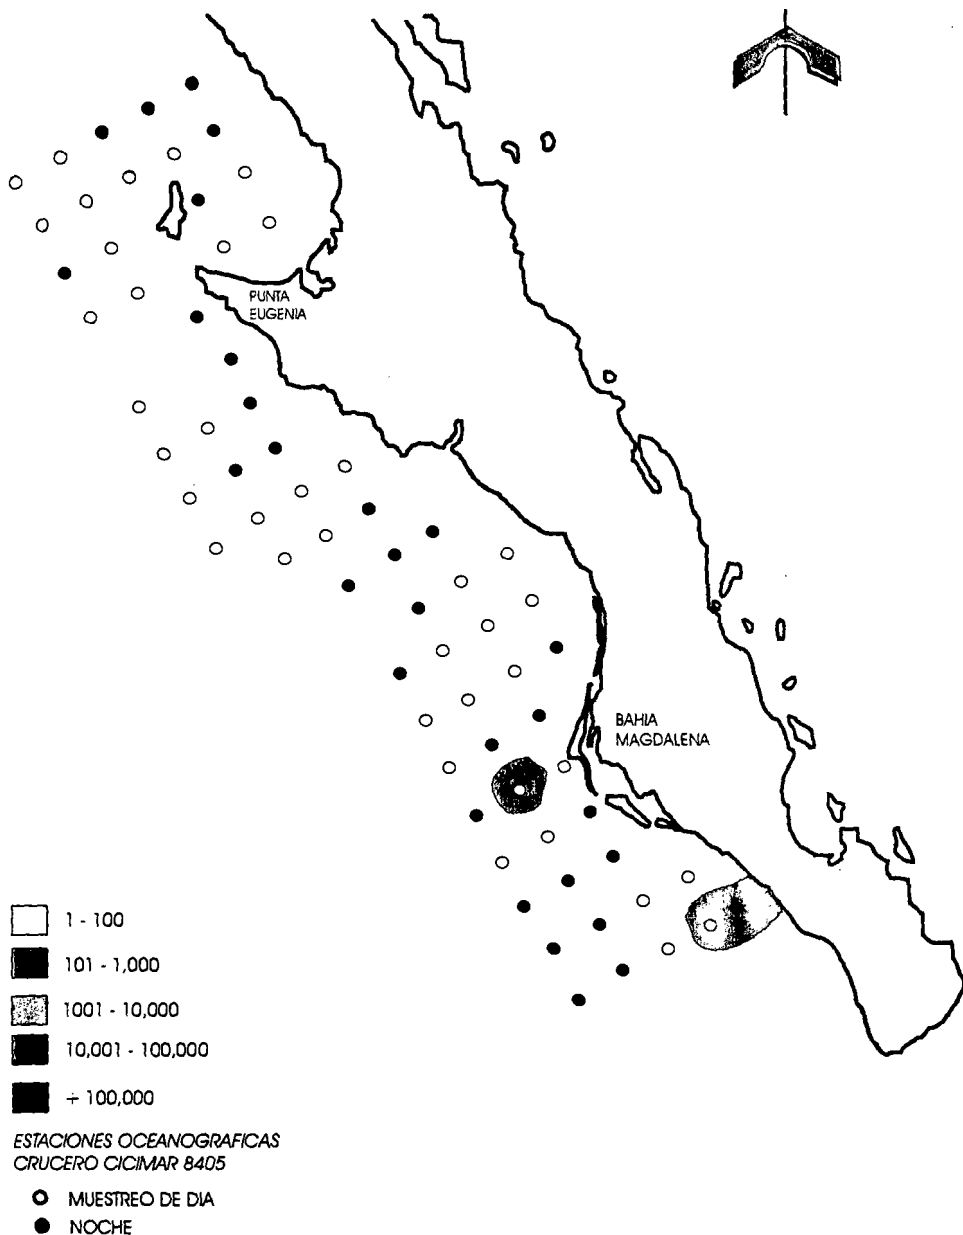 PUNTA
EUGENIA
BAHIA
MAGDALENA
1 - 100
101 - 1,000
1001 - 10,000
10,001 - 100,000
+ 100,000
ESTACIONES OCEANOGRAFICAS
CRUCERO CICIMAR 8405
MUESTREO DE DIA
NOCHE